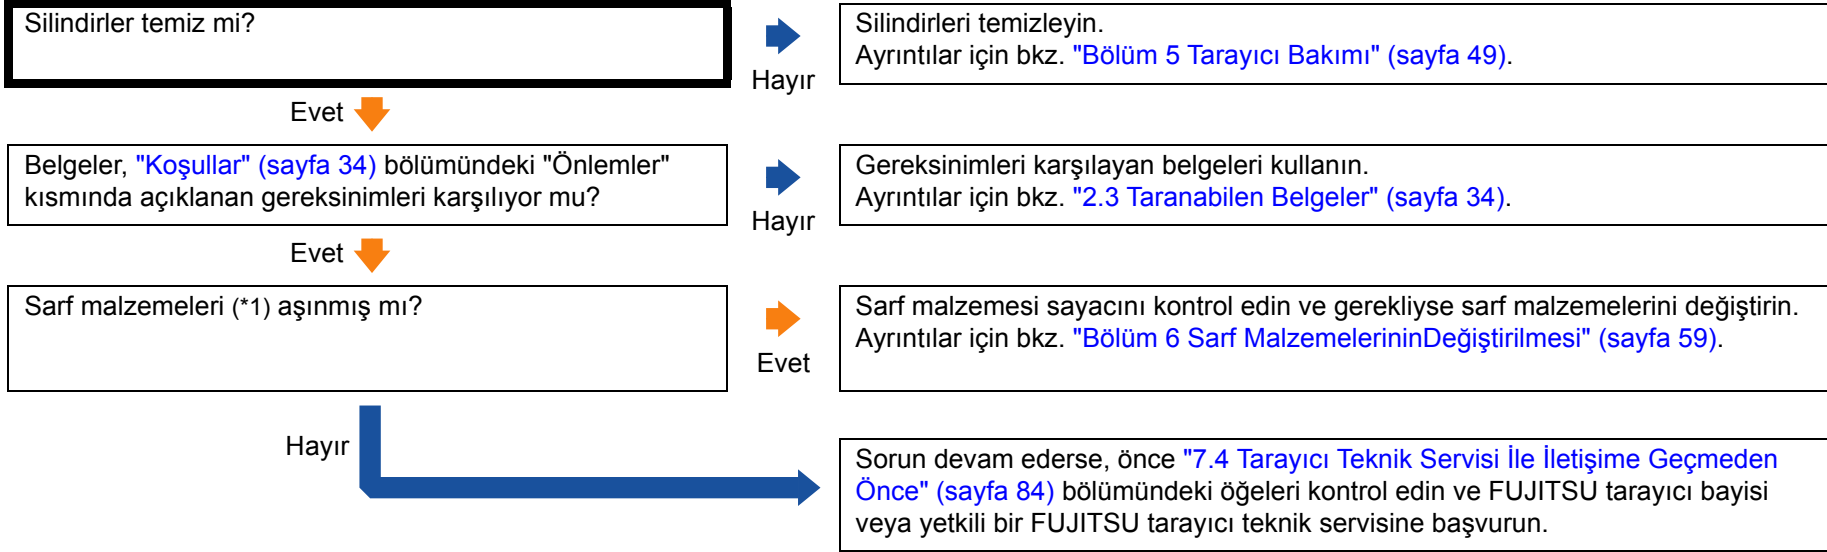 Silindirler temiz mi?
Hayır
Silindirleri temizleyin.
Ayrıntılar için bkz. "Bölüm 5 Tarayıcı Bakımı" (sayfa 49).
Evet
Belgeler, "Koşullar" (sayfa 34) bölümündeki "Önlemler"
kısmında açıklanan gereksinimleri karşılıyor mu?
Hayır
Gereksinimleri karşılayan belgeleri kullanın.
Ayrıntılar için bkz. "2.3 Taranabilen Belgeler" (sayfa 34).
Evet
Sarf malzemeleri (*1) aşınmış mı?
Evet
Sarf malzemesi sayacını kontrol edin ve gerekliyse sarf malzemelerini değiştirin.
Ayrıntılar için bkz. "Bölüm 6 Sarf MalzemelerininDeğiştirilmesi" (sayfa 59).
Hayır
Sorun devam ederse, önce "7.4 Tarayıcı Teknik Servisi İle İletişime Geçmeden
Önce" (sayfa 84) bölümündeki öğeleri kontrol edin ve FUJITSU tarayıcı bayisi
veya yetkili bir FUJITSU tarayıcı teknik servisine başvurun.